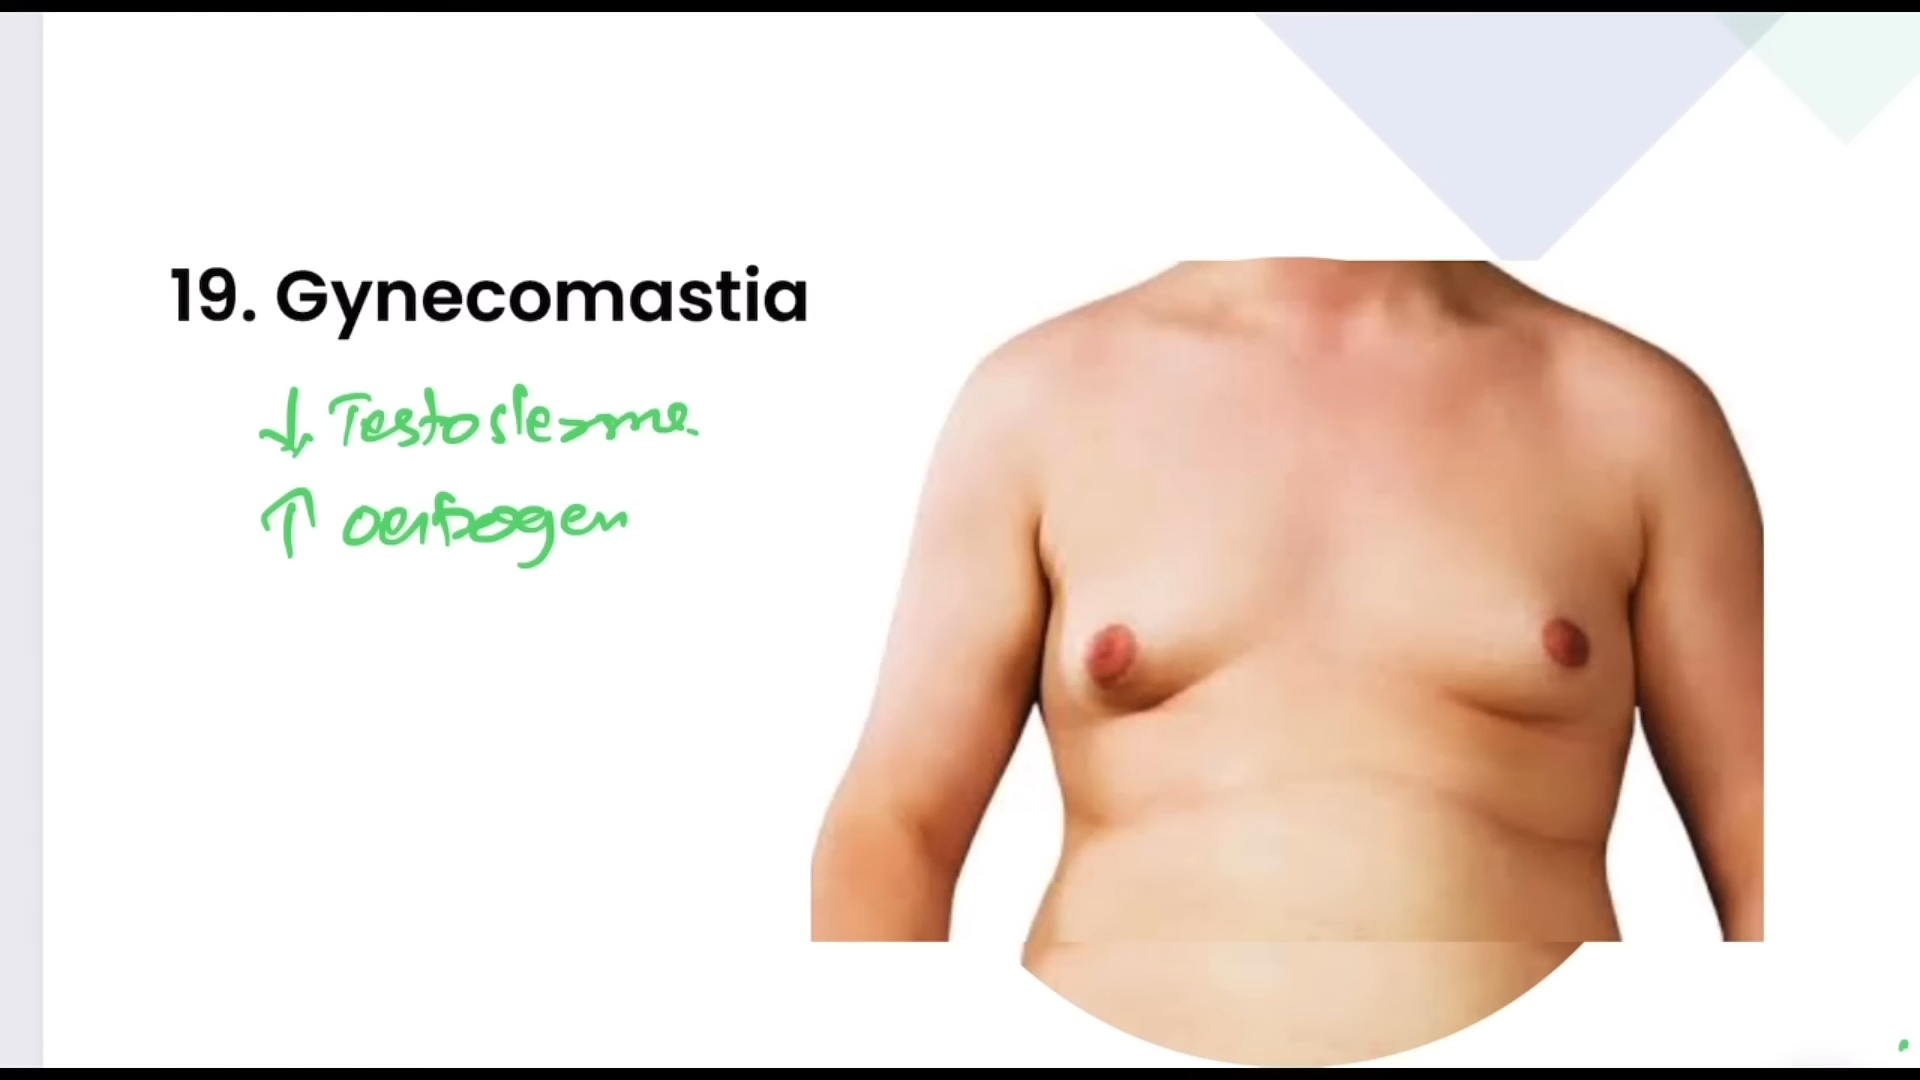 19. Gynecomastia
↓ Testosterone
↑ oestrogen